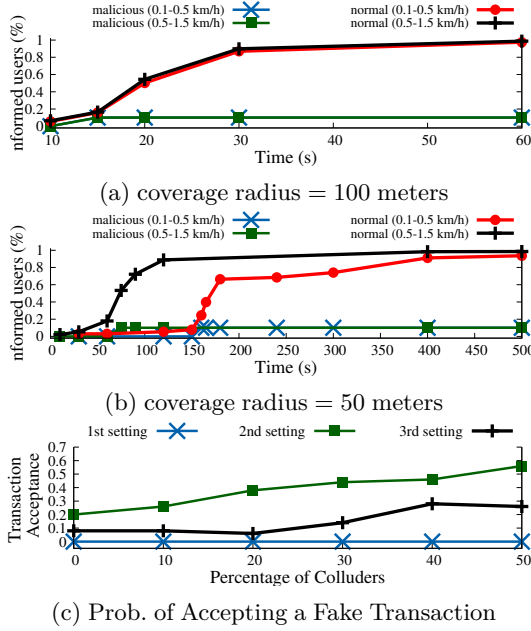 malicious (0.1-0.5 km/h) normal (0.1-0.5 km/h)
malicious (0.5-1.5 km/h) normal (0.5-1.5 km/h)
nformed users (%)
1
0.8
0.6
0.4
0.2
0
10 20 30 40 50 60
Time (s)
(a) coverage radius = 100 meters
malicious (0.1-0.5 km/h) normal (0.1-0.5 km/h)
malicious (0.5-1.5 km/h) normal (0.5-1.5 km/h)
nformed users (%)
1
0.8
0.6
0.4
0.2
0
0 50 100 150 200 250 300 350 400 450 500
Time (s)
(b) coverage radius = 50 meters
1st setting 2nd setting 3rd setting
Transaction
Acceptance
0.7
0.6
0.5
0.4
0.3
0.2
0.1
0
0 10 20 30 40 50
Percentage of Colluders
(c) Prob. of Accepting a Fake Transaction